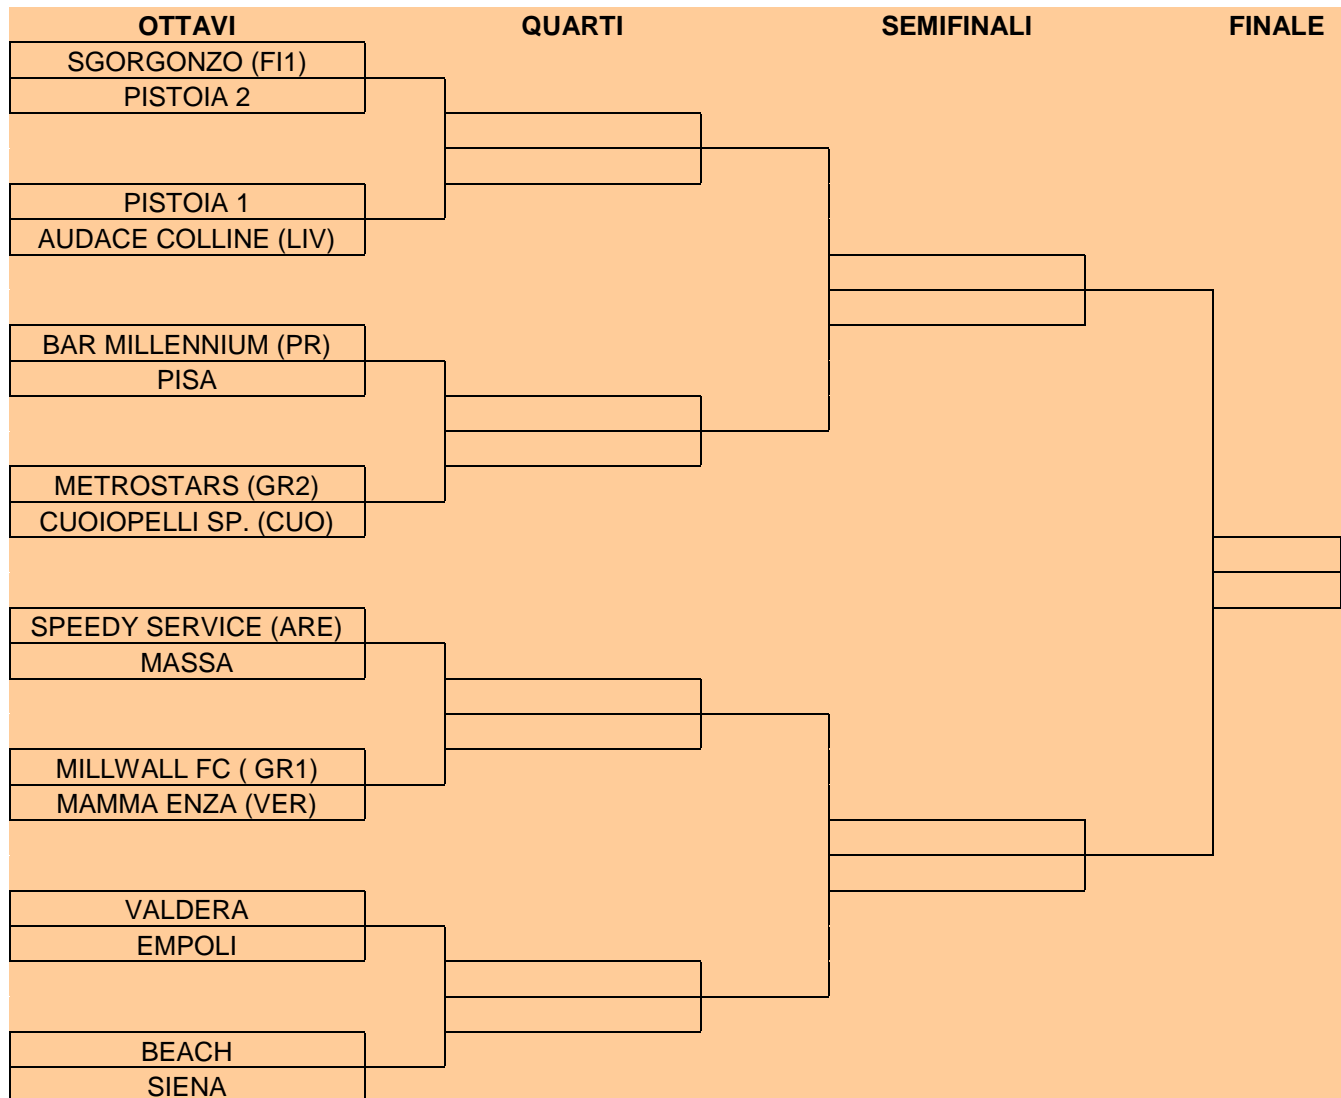 OTTAVI QUARTI SEMIFINALI FINALE
SGORGONZO (FI1)
PISTOIA 2
PISTOIA 1
AUDACE COLLINE (LIV)
BAR MILLENNIUM (PR)
PISA
METROSTARS (GR2)
CUOIOPELLI SP. (CUO)
SPEEDY SERVICE (ARE)
MASSA
MILLWALL FC ( GR1)
MAMMA ENZA (VER)
VALDERA
EMPOLI
BEACH
SIENA